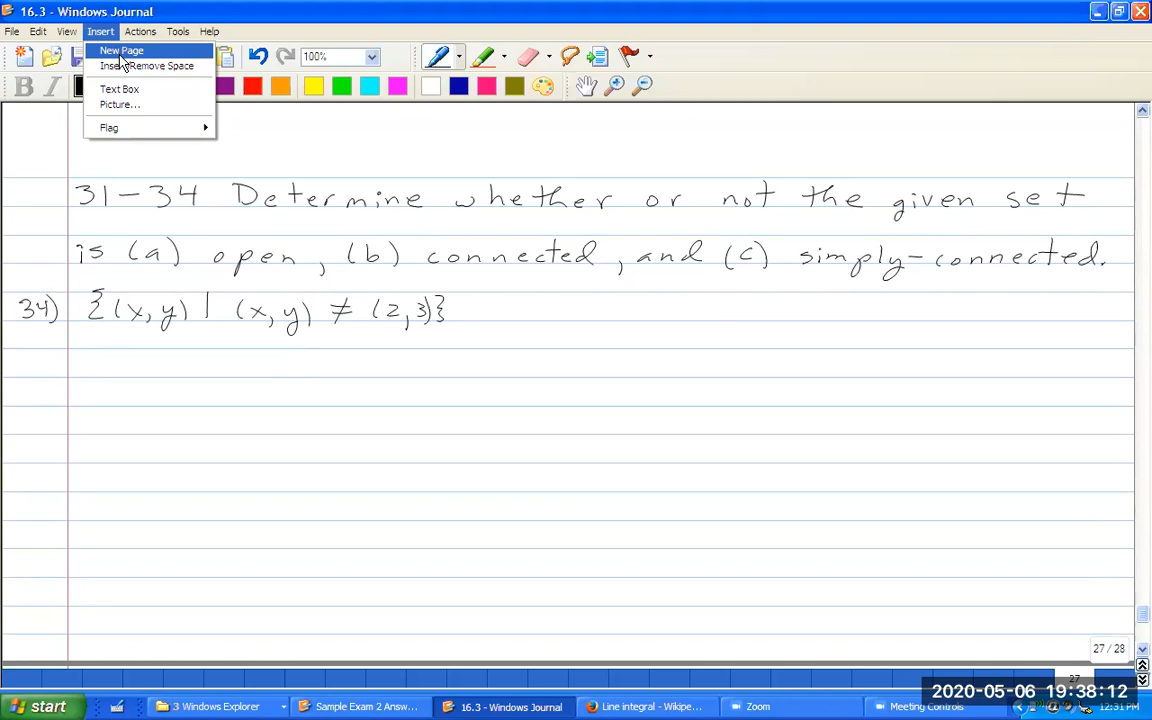 16.3 - Windows Journal
File Edit View Insert Actions Tools Help
New Page
Insert/Remove Space
Text Box
Picture...
Flag
100%
B I
31-34 Determine whether or not the given set
is (a) open, (b) connected, and (c) simply-connected.
34) {(x,y) | (x,y) ≠ (2,3)}
27 / 28
27
2020-05-06 19:38:12
start
3 Windows Explorer
Sample Exam 2 Answ...
16.3 - Windows Journal
Line integral - Wikipe...
Zoom
Meeting Controls
12:31 PM